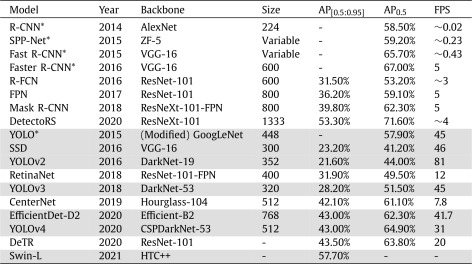 Model Year Backbone Size AP[0.5:0.95] AP0.5 FPS
R-CNN* 2014 AlexNet 224 - 58.50% ~0.02
SPP-Net* 2015 ZF-5 Variable - 59.20% ~0.23
Fast R-CNN* 2015 VGG-16 Variable - 65.70% ~0.43
Faster R-CNN* 2016 VGG-16 600 - 67.00% 5
R-FCN 2016 ResNet-101 600 31.50% 53.20% ~3
FPN 2017 ResNet-101 800 36.20% 59.10% 5
Mask R-CNN 2018 ResNeXt-101-FPN 800 39.80% 62.30% 5
DetectoRS 2020 ResNeXt-101 1333 53.30% 71.60% ~4
YOLO* 2015 (Modified) GoogLeNet 448 - 57.90% 45
SSD 2016 VGG-16 300 23.20% 41.20% 46
YOLOv2 2016 DarkNet-19 352 21.60% 44.00% 81
RetinaNet 2018 ResNet-101-FPN 400 31.90% 49.50% 12
YOLOv3 2018 DarkNet-53 320 28.20% 51.50% 45
CenterNet 2019 Hourglass-104 512 42.10% 61.10% 7.8
EfficientDet-D2 2020 Efficient-B2 768 43.00% 62.30% 41.7
YOLOv4 2020 CSPDarkNet-53 512 43.00% 64.90% 31
DeTR 2020 ResNet-101 - 43.50% 63.80% 20
Swin-L 2021 HTC++ - 57.70% - -